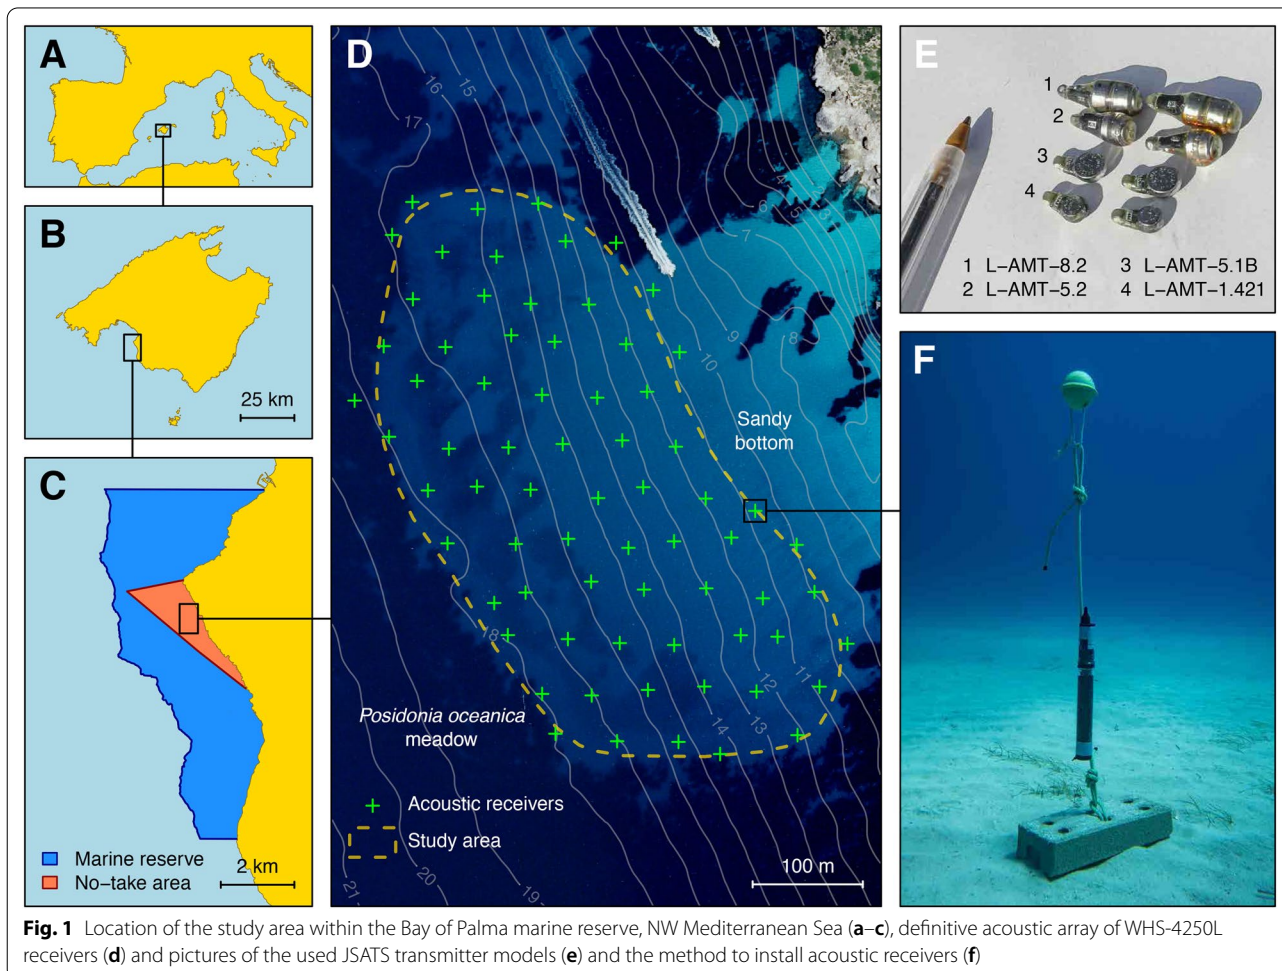 A
B
25 km
C
Marine reserve
No–take area
2 km
D
17
16
15
4
3
5
6
7
8
9
10
Sandy
bottom
18
11
12
13
14
Posidonia oceanica
meadow
Acoustic receivers
Study area
100 m
21
20
19
E
1
2
3
4
1 L–AMT–8.2
2 L–AMT–5.2
3 L–AMT–5.1B
4 L–AMT–1.421
F
Fig. 1 Location of the study area within the Bay of Palma marine reserve, NW Mediterranean Sea (a–c), definitive acoustic array of WHS-4250L
receivers (d) and pictures of the used JSATS transmitter models (e) and the method to install acoustic receivers (f)